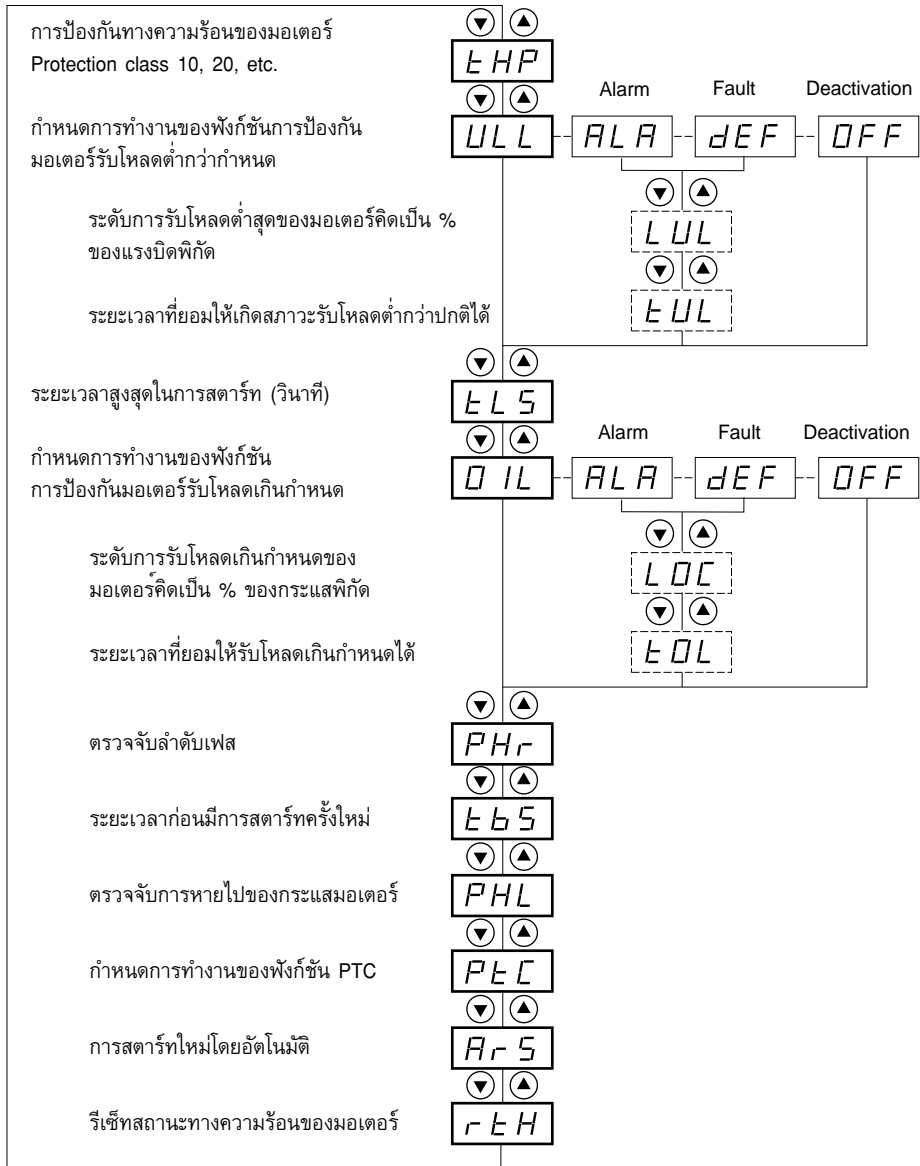 การป้องกันทางความร้อนของมอเตอร์
Protection class 10, 20, etc.
tHP
Alarm Fault Deactivation
กำหนดการทำงานของฟังก์ชันการป้องกัน
มอเตอร์รับโหลดต่ำกว่ากำหนด
ULL ALA dEF OFF
ระดับการรับโหลดต่ำสุดของมอเตอร์คิดเป็น %
ของแรงบิดพิกัด
LUL
ระยะเวลาที่ยอมให้เกิดสภาวะรับโหลดต่ำกว่าปกติได้
tUL
ระยะเวลาสูงสุดในการสตาร์ท (วินาที)
tLS
Alarm Fault Deactivation
กำหนดการทำงานของฟังก์ชัน
การป้องกันมอเตอร์รับโหลดเกินกำหนด
OIL ALA dEF OFF
ระดับการรับโหลดเกินกำหนดของ
มอเตอร์คิดเป็น % ของกระแสพิกัด
LOC
ระยะเวลาที่ยอมให้รับโหลดเกินกำหนดได้
tOL
ตรวจจับลำดับเฟส
PHr
ระยะเวลาก่อนมีการสตาร์ทครั้งใหม่
tbS
ตรวจจับการหายไปของกระแสมอเตอร์
PHL
กำหนดการทำงานของฟังก์ชัน PTC
PtC
การสตาร์ทใหม่โดยอัตโนมัติ
ArS
รีเซ็ทสถานะทางความร้อนของมอเตอร์
rtH